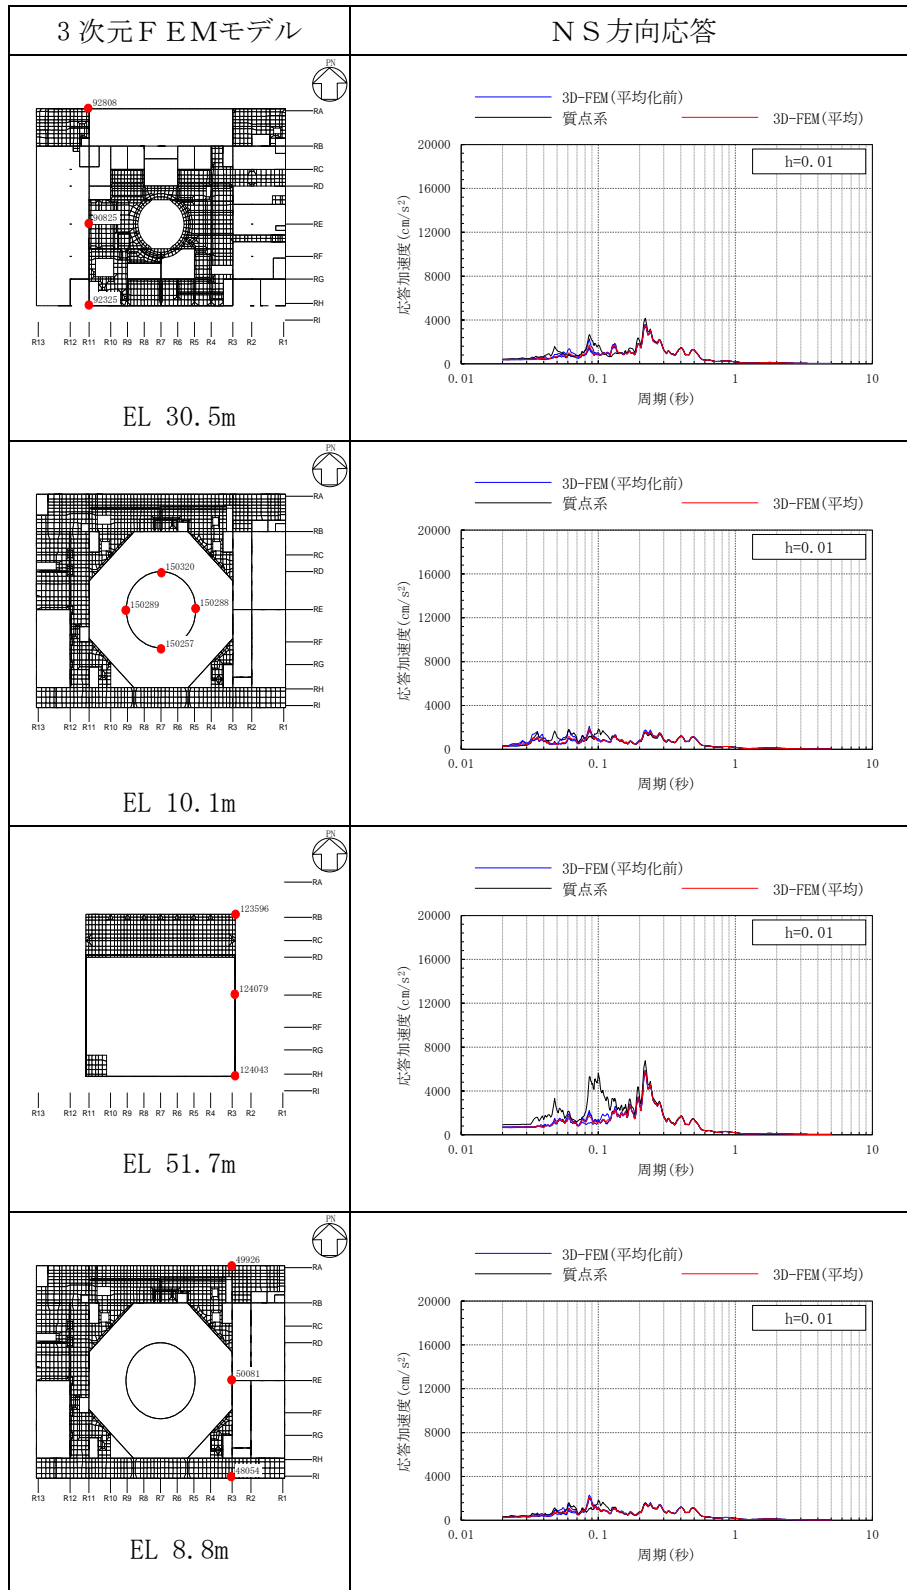 3次元FEMモデル
NS方向応答
PN
92808
90825
92325
RA
RB
RC
RD
RE
RF
RG
RH
RI
R13 R12 R11 R10 R9 R8 R7 R6 R5 R4 R3 R2 R1
EL 30.5m
3D-FEM(平均化前)
質点系 3D-FEM(平均)
h=0.01
応答加速度(cm/s²)
20000
16000
12000
8000
4000
0
0.01 0.1 1 10
周期(秒)
PN
150320
150289
150288
150257
RA
RB
RC
RD
RE
RF
RG
RH
RI
R13 R12 R11 R10 R9 R8 R7 R6 R5 R4 R3 R2 R1
EL 10.1m
3D-FEM(平均化前)
質点系 3D-FEM(平均)
h=0.01
応答加速度(cm/s²)
20000
16000
12000
8000
4000
0
0.01 0.1 1 10
周期(秒)
PN
123596
124079
124043
RA
RB
RC
RD
RE
RF
RG
RH
RI
R13 R12 R11 R10 R9 R8 R7 R6 R5 R4 R3 R2 R1
EL 51.7m
3D-FEM(平均化前)
質点系 3D-FEM(平均)
h=0.01
応答加速度(cm/s²)
20000
16000
12000
8000
4000
0
0.01 0.1 1 10
周期(秒)
PN
49926
50081
48054
RA
RB
RC
RD
RE
RF
RG
RH
RI
R13 R12 R11 R10 R9 R8 R7 R6 R5 R4 R3 R2 R1
EL 8.8m
3D-FEM(平均化前)
質点系 3D-FEM(平均)
h=0.01
応答加速度(cm/s²)
20000
16000
12000
8000
4000
0
0.01 0.1 1 10
周期(秒)